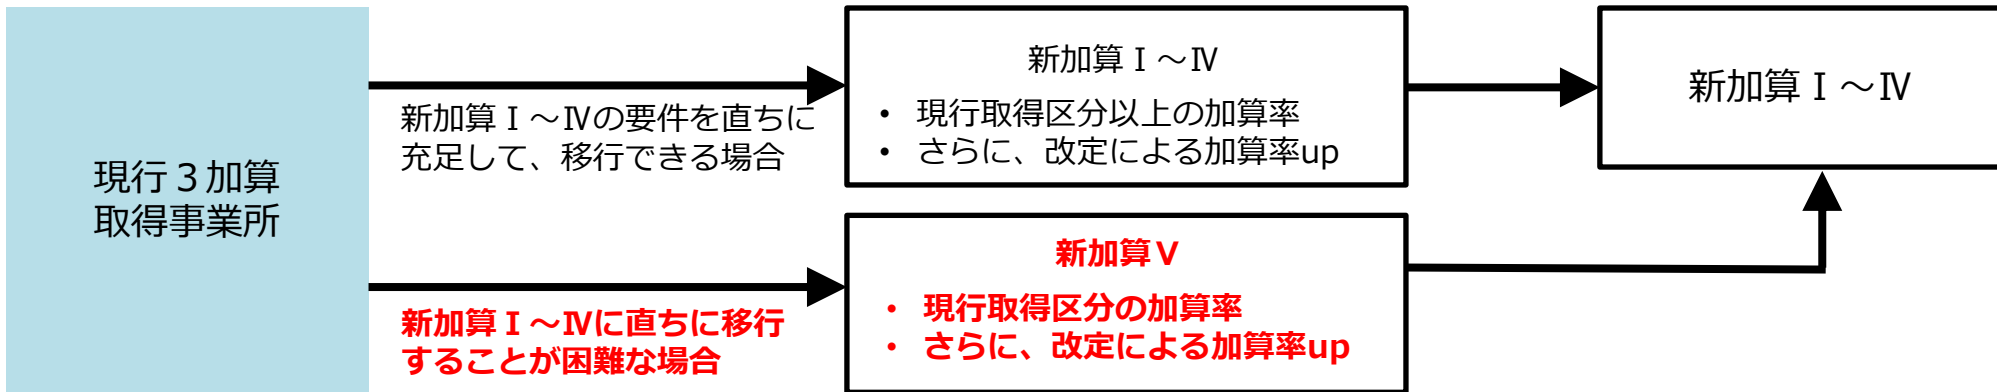 現行３加算
取得事業所
新加算Ⅰ～Ⅳの要件を直ちに
充足して、移行できる場合
新加算Ⅰ～Ⅳ
• 現行取得区分以上の加算率
• さらに、改定による加算率up
新加算Ⅰ～Ⅳ
新加算Ⅰ～Ⅳに直ちに移行
することが困難な場合
新加算Ⅴ
• 現行取得区分の加算率
• さらに、改定による加算率up